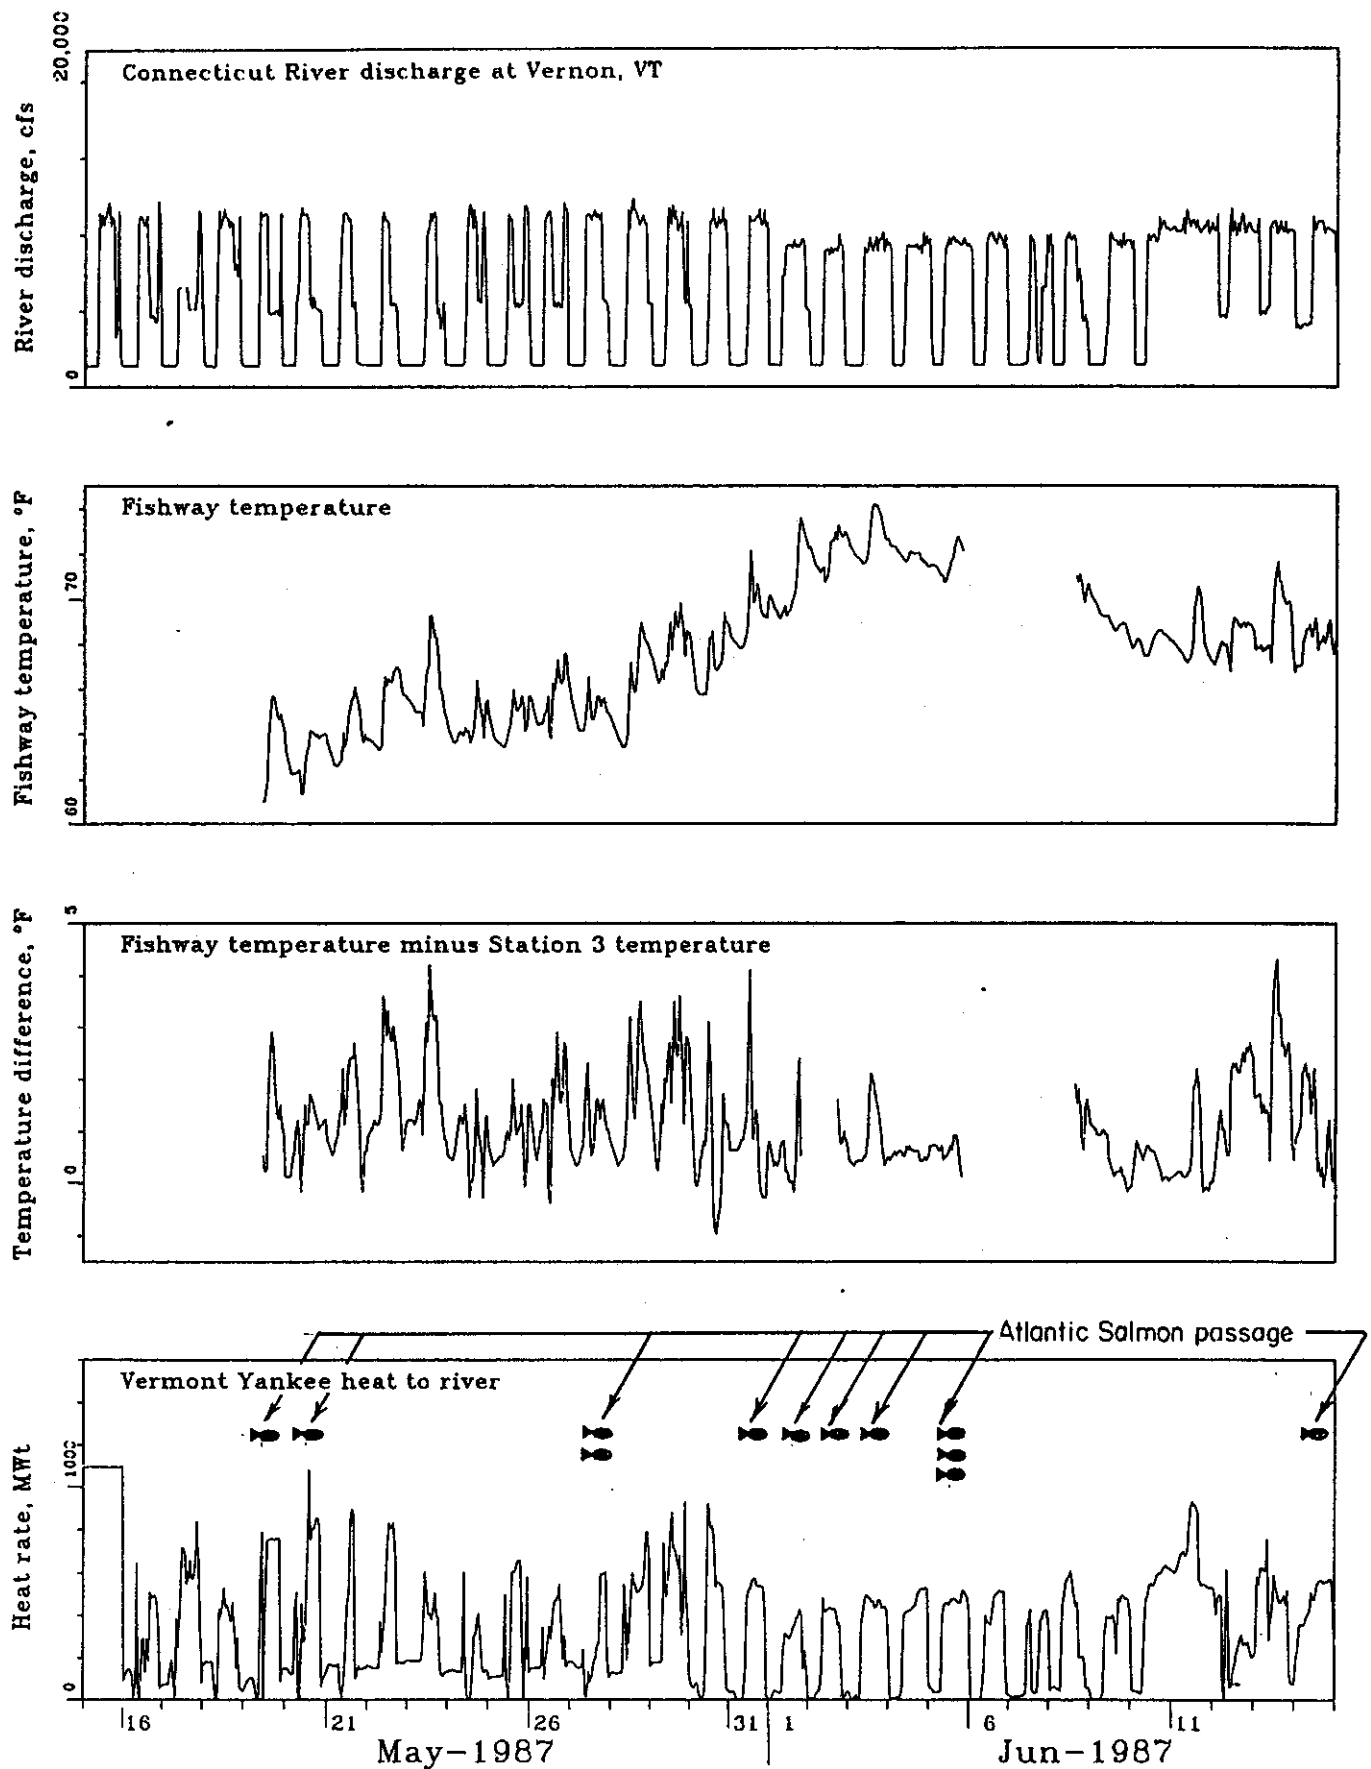 20,000
Connecticut River discharge at Vernon, VT
River discharge, cfs
0
Fishway temperature
Fishway temperature, °F
70
60
5
Fishway temperature minus Station 3 temperature
Temperature difference, °F
0
Atlantic Salmon passage
Vermont Yankee heat to river
Heat rate, MWt
1000
0
16 21 26 31 1 6 11
May-1987 Jun-1987